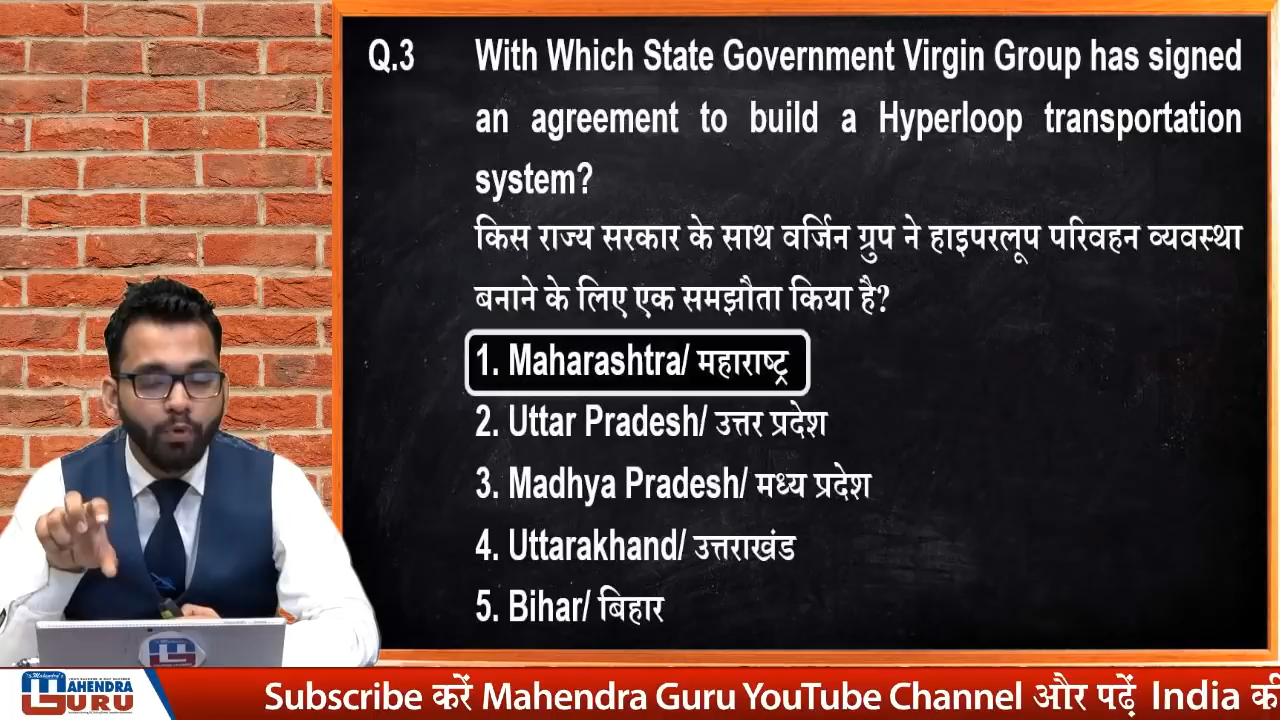 Q.3 With Which State Government Virgin Group has signed
an agreement to build a Hyperloop transportation
system?
किस राज्य सरकार के साथ वर्जिन ग्रुप ने हाइपरलूप परिवहन व्यवस्था
बनाने के लिए एक समझौता किया है?
1. Maharashtra/ महाराष्ट्र
2. Uttar Pradesh/ उत्तर प्रदेश
3. Madhya Pradesh/ मध्य प्रदेश
4. Uttarakhand/ उत्तराखंड
5. Bihar/ बिहार
MAHENDRA
GURU
Subscribe करें Mahendra Guru YouTube Channel और पढ़ें India की